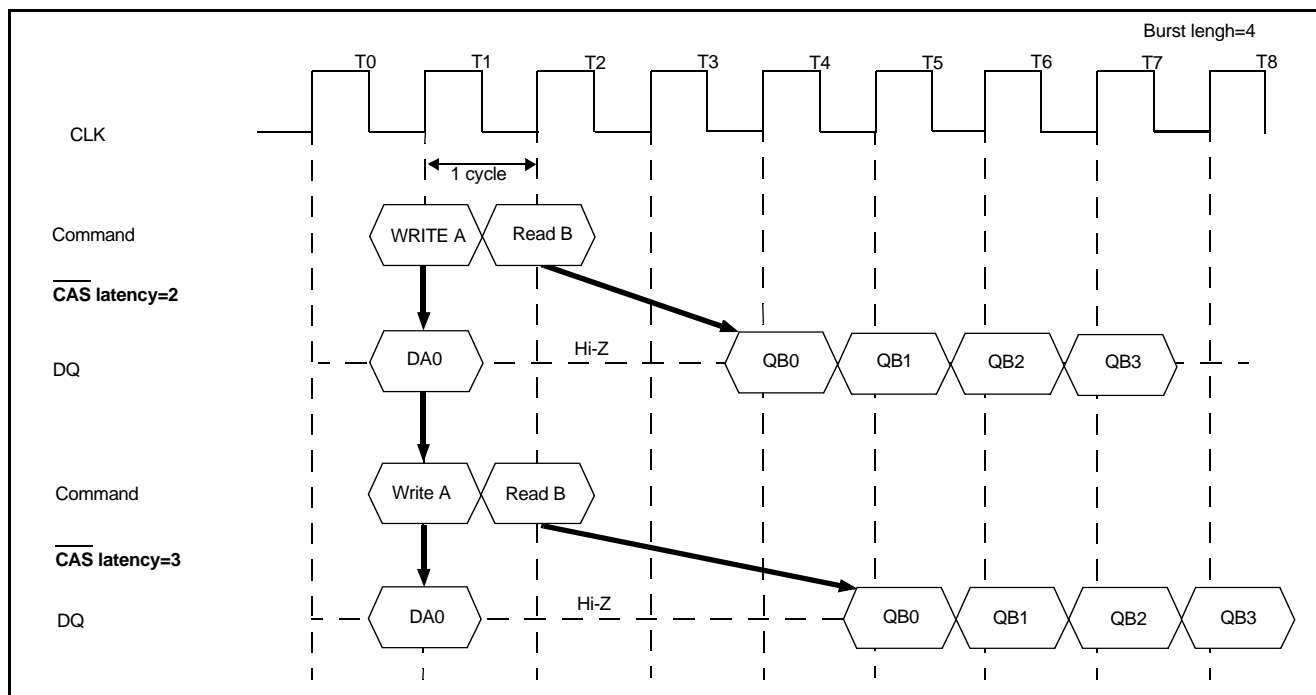 Burst lengh=4
T0 T1 T2 T3 T4 T5 T6 T7 T8
CLK
1 cycle
Command WRITE A Read B
CAS latency=2
Hi-Z
DQ DA0 QB0 QB1 QB2 QB3
Command Write A Read B
CAS latency=3
Hi-Z
DQ DA0 QB0 QB1 QB2 QB3